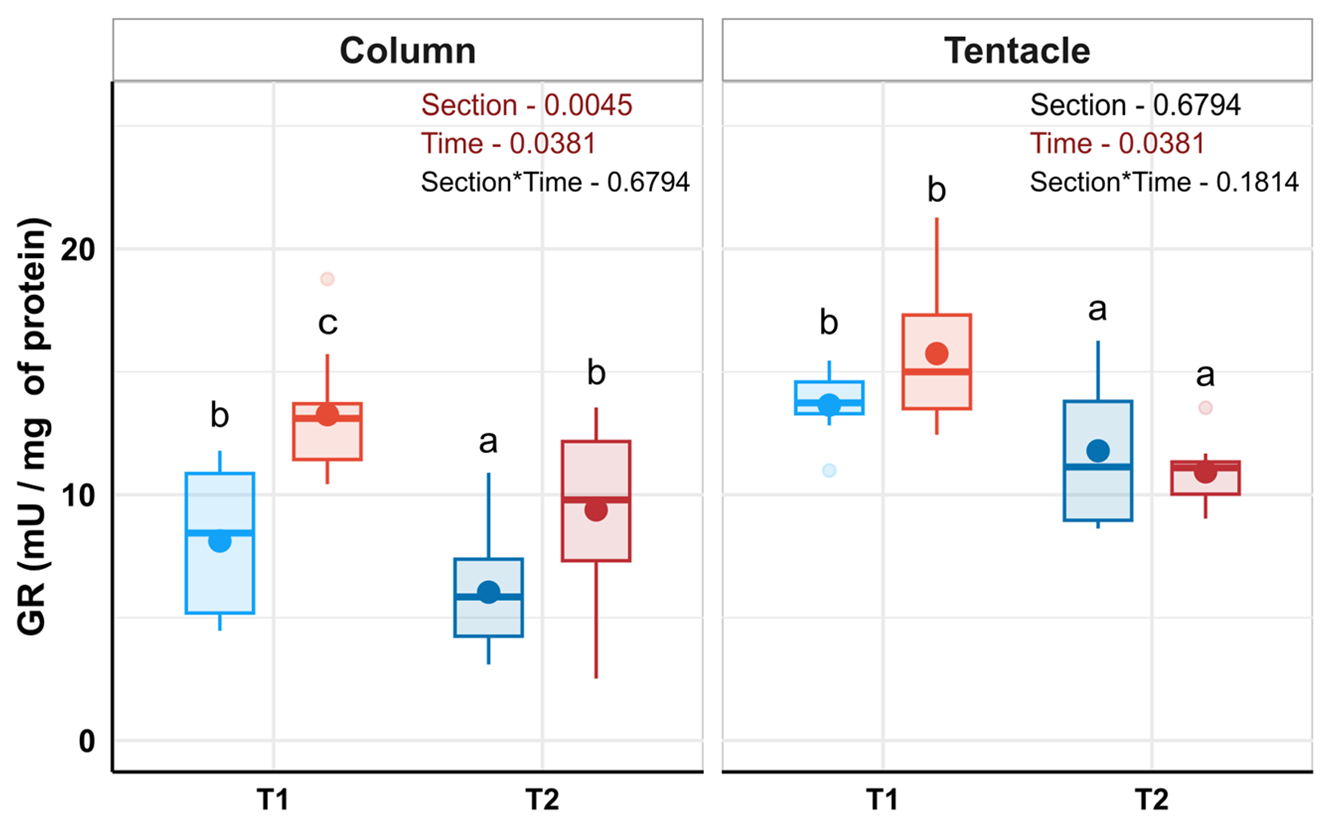 Column
Tentacle
Section - 0.0045
Time - 0.0381
Section*Time - 0.6794
Section - 0.6794
Time - 0.0381
Section*Time - 0.1814
GR (mU / mg of protein)
20
10
0
b
c
a
b
b
b
a
a
T1
T2
T1
T2